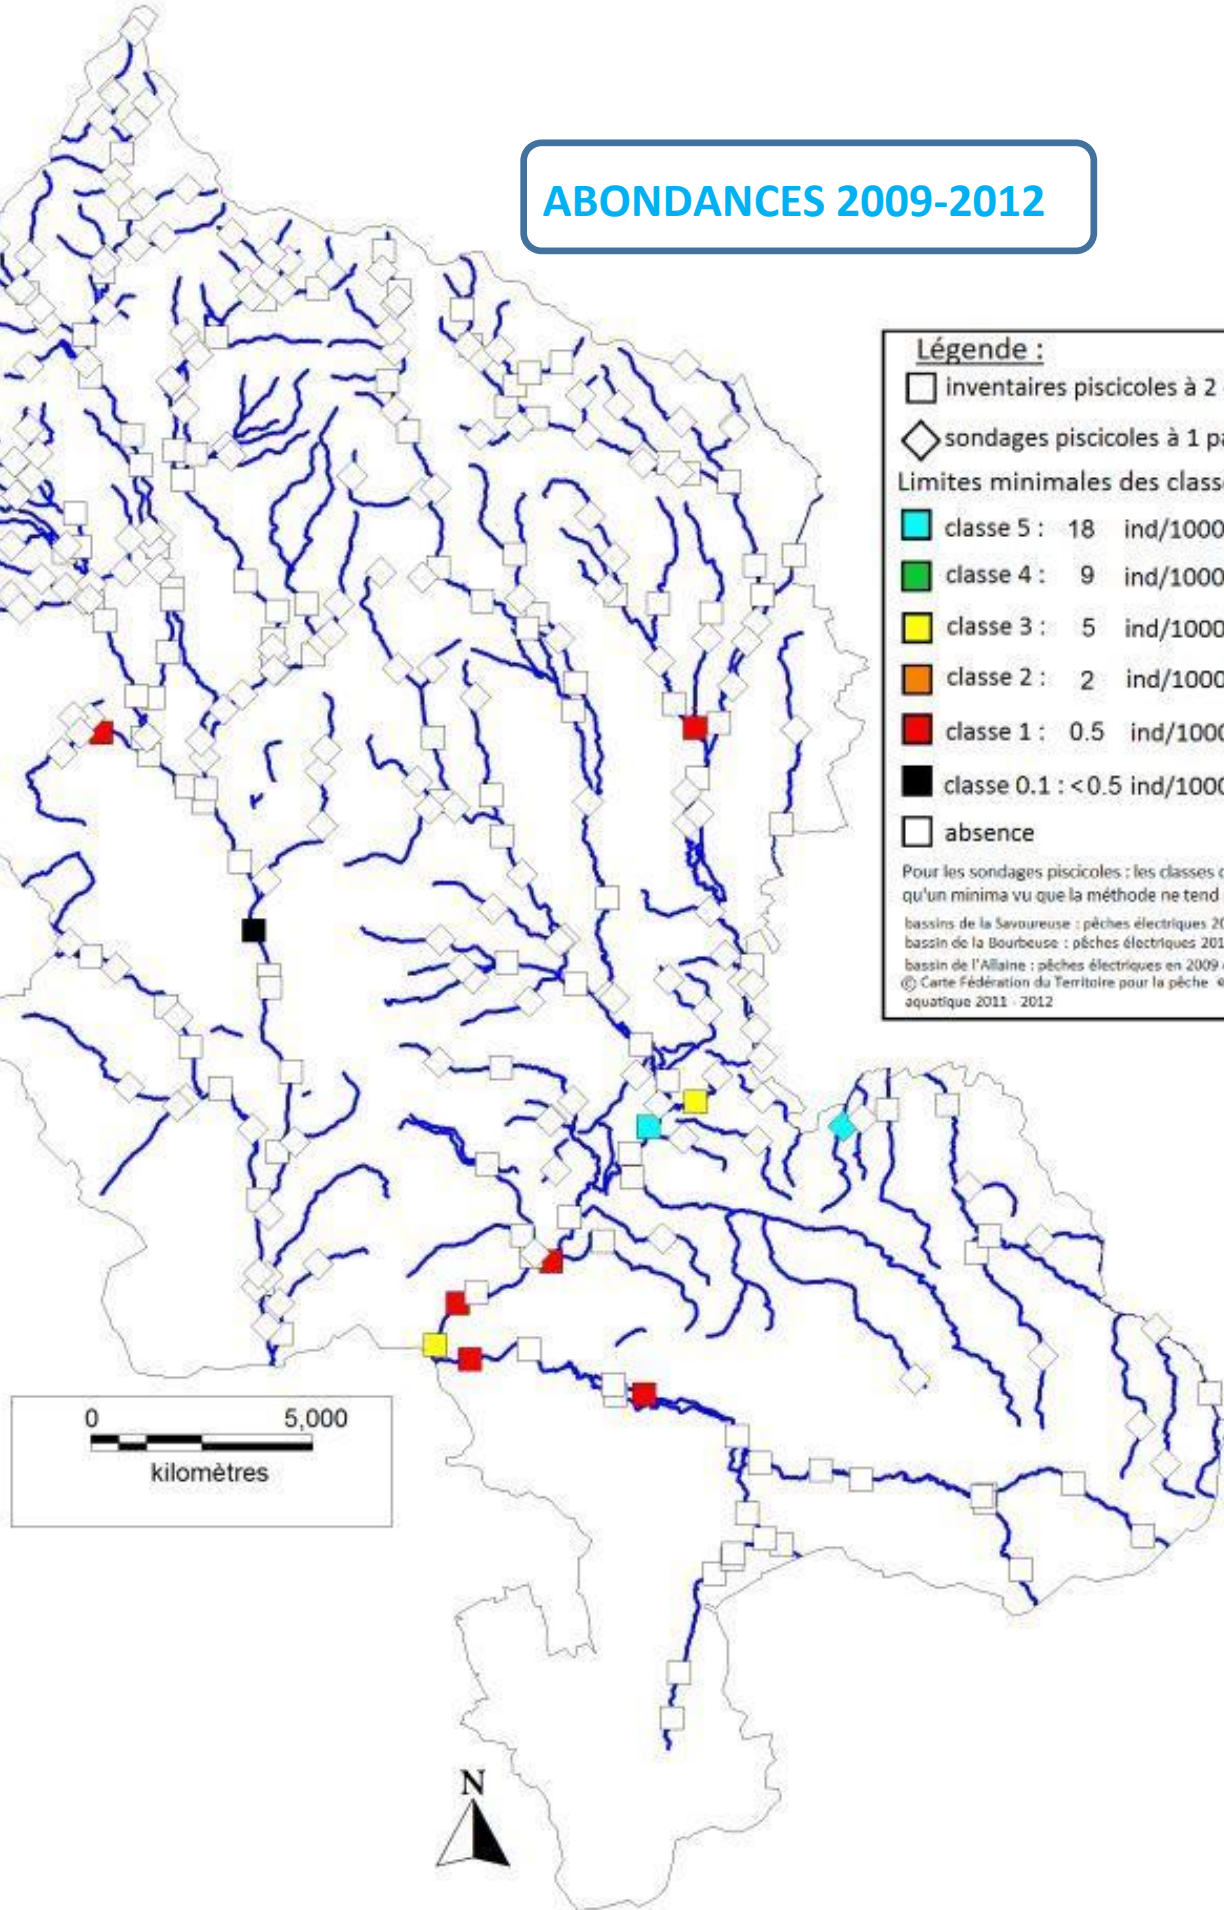 ABONDANCES 2009-2012
Légende :
inventaires piscicoles à 2
sondages piscicoles à 1 pa
Limites minimales des classe
classe 5 : 18 ind/1000
classe 4 : 9 ind/1000
classe 3 : 5 ind/1000
classe 2 : 2 ind/1000
classe 1 : 0.5 ind/1000
classe 0.1 : <0.5 ind/1000
absence
Pour les sondages piscicoles : les classes
qu'un minima vu que la méthode ne tend
bassins de la Savoureuse : pêches électriques 20
bassin de la Bourbeuse : pêches électriques 201
bassin de l'Allaine : pêches électriques en 2009
© Carte Fédération du Territoire pour la pêche
aquatique 2011 - 2012
0 5,000
kilomètres
N